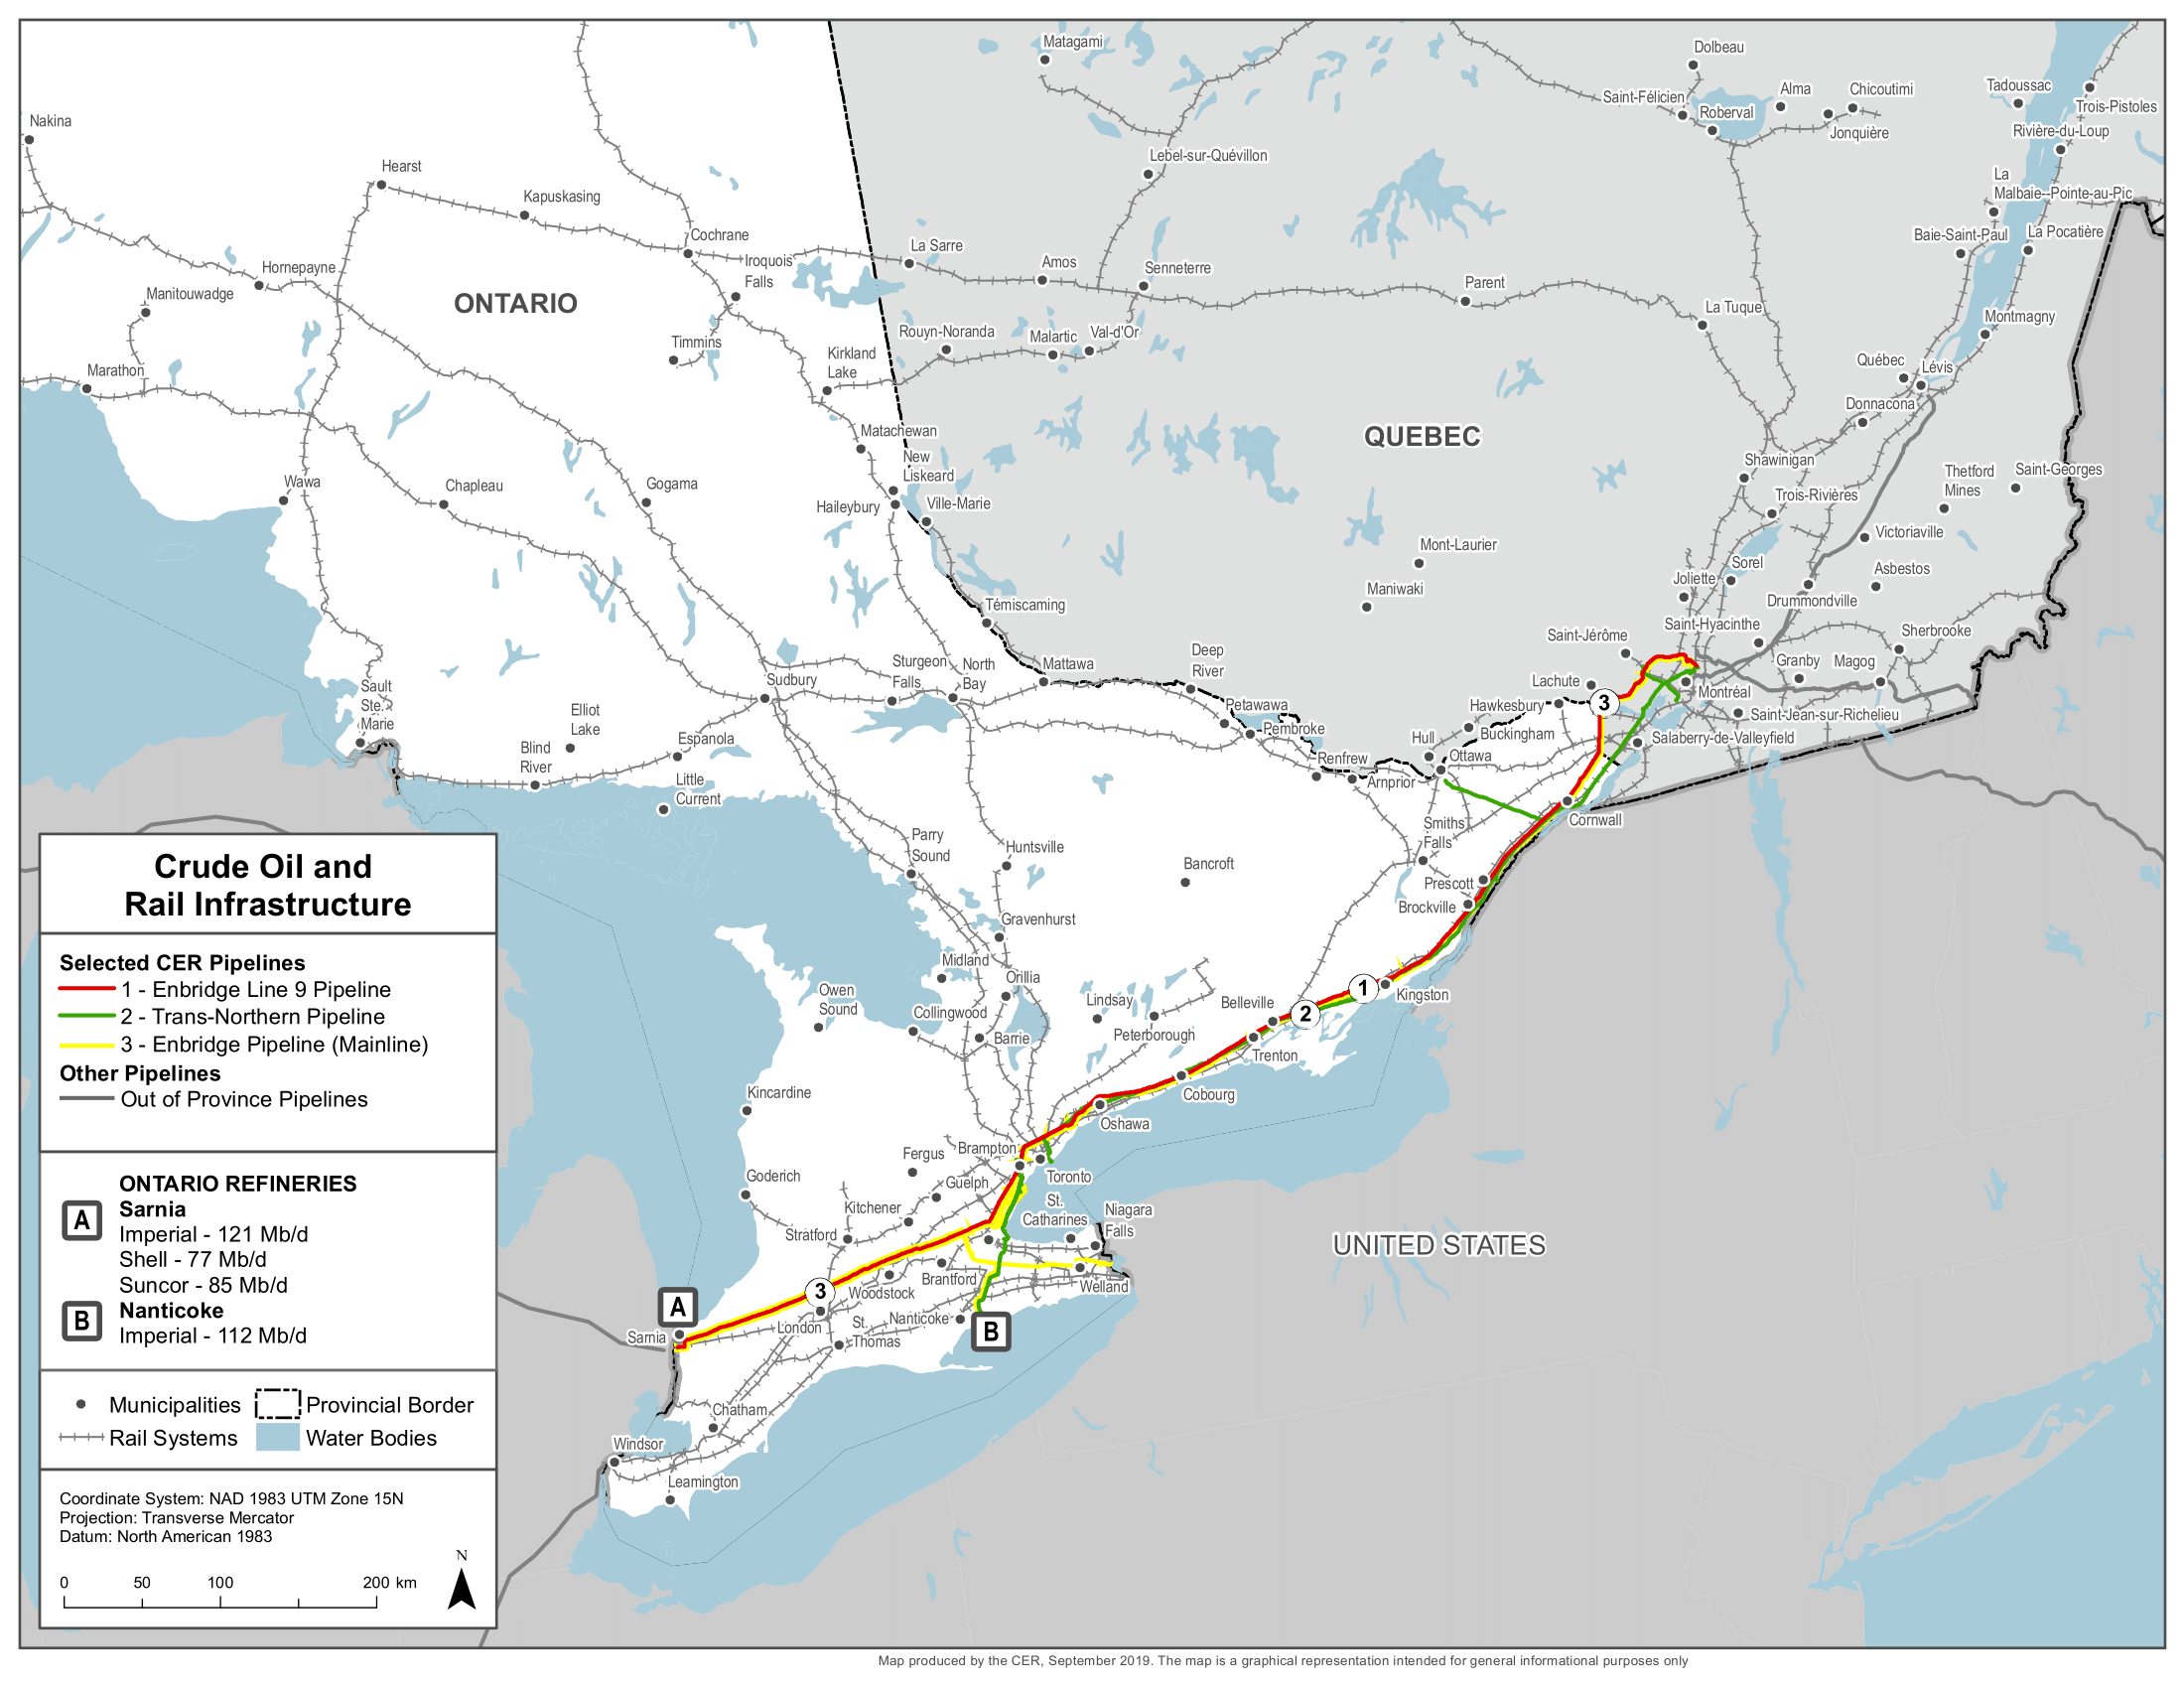 Matagami
Dolbeau
Saint-Félicien
Roberval
Alma
Chicoutimi
Jonquière
Tadoussac
Trois-Pistoles
Rivière-du-Loup
La
Malbaie--Pointe-au-Pic
Baie-Saint-Paul
La Pocatière
Nakina
Hearst
Kapuskasing
Lebel-sur-Quévillon
Cochrane
Iroquois
Falls
La Sarre
Amos
Senneterre
Parent
La Tuque
Montmagny
Hornepayne
Manitouwadge
ONTARIO
Timmins
Kirkland
Lake
Rouyn-Noranda
Malartic
Val-d'Or
Québec
Lévis
Donnacona
Marathon
QUEBEC
Matachewan
New
Liskeard
Haileybury
Ville-Marie
Shawinigan
Trois-Rivières
Thetford
Mines
Saint-Georges
Wawa
Chapleau
Gogama
Victoriaville
Mont-Laurier
Maniwaki
Joliette
Sorel
Asbestos
Drummondville
Témiscaming
Saint-Jérôme
Saint-Hyacinthe
Sherbrooke
Granby
Magog
Lachute
3
Montréal
Saint-Jean-sur-Richelieu
Salaberry-de-Valleyfield
Hawkesbury
Buckingham
Hull
Ottawa
Sault
Ste.
Marie
Sudbury
Sturgeon
Falls
North
Bay
Mattawa
Deep
River
Petawawa
Pembroke
Renfrew
Arnprior
Elliot
Lake
Blind
River
Espanola
Little
Current
Smiths
Falls
Cornwall
Prescott
Brockville
Parry
Sound
Huntsville
Bancroft
Gravenhurst
Midland
Orillia
Owen
Sound
Collingwood
Barrie
Lindsay
Peterborough
Belleville
1
2
Kingston
Trenton
Cobourg
Oshawa
Kincardine
Goderich
Fergus
Brampton
Toronto
Guelph
Kitchener
Stratford
St.
Catharines
Niagara
Falls
UNITED STATES
3
Woodstock
Brantford
Welland
A
Sarnia
London
St.
Thomas
Nanticoke
B
Chatham
Windsor
Leamington
Crude Oil and
Rail Infrastructure
Selected CER Pipelines
1 - Enbridge Line 9 Pipeline
2 - Trans-Northern Pipeline
3 - Enbridge Pipeline (Mainline)
Other Pipelines
Out of Province Pipelines
ONTARIO REFINERIES
A
Sarnia
Imperial - 121 Mb/d
Shell - 77 Mb/d
Suncor - 85 Mb/d
B
Nanticoke
Imperial - 112 Mb/d
Municipalities
Provincial Border
Rail Systems
Water Bodies
Coordinate System: NAD 1983 UTM Zone 15N
Projection: Transverse Mercator
Datum: North American 1983
N
0 50 100 200 km
Map produced by the CER, September 2019. The map is a graphical representation intended for general informational purposes only